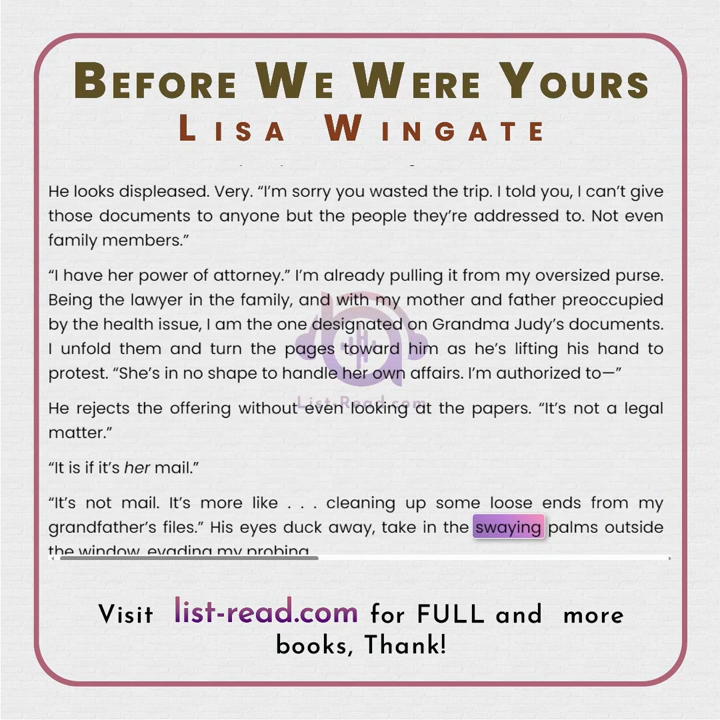 BEFORE WE WERE YOURS
LISA WINGATE
He looks displeased. Very. “I’m sorry you wasted the trip. I told you, I can’t give
those documents to anyone but the people they’re addressed to. Not even
family members.”
“I have her power of attorney.” I’m already pulling it from my oversized purse.
Being the lawyer in the family, and with my mother and father preoccupied
by the health issue, I am the one designated on Grandma Judy’s documents.
I unfold them and turn the pages toward him as he’s lifting his hand to
protest. “She’s in no shape to handle her own affairs. I’m authorized to—”
He rejects the offering without even looking at the papers. “It’s not a legal
matter.”
“It is if it’s her mail.”
“It’s not mail. It’s more like . . . cleaning up some loose ends from my
grandfather’s files.” His eyes duck away, take in the swaying palms outside
the window, evading my probing
List-Read.com
Visit list-read.com for FULL and more
books, Thank!